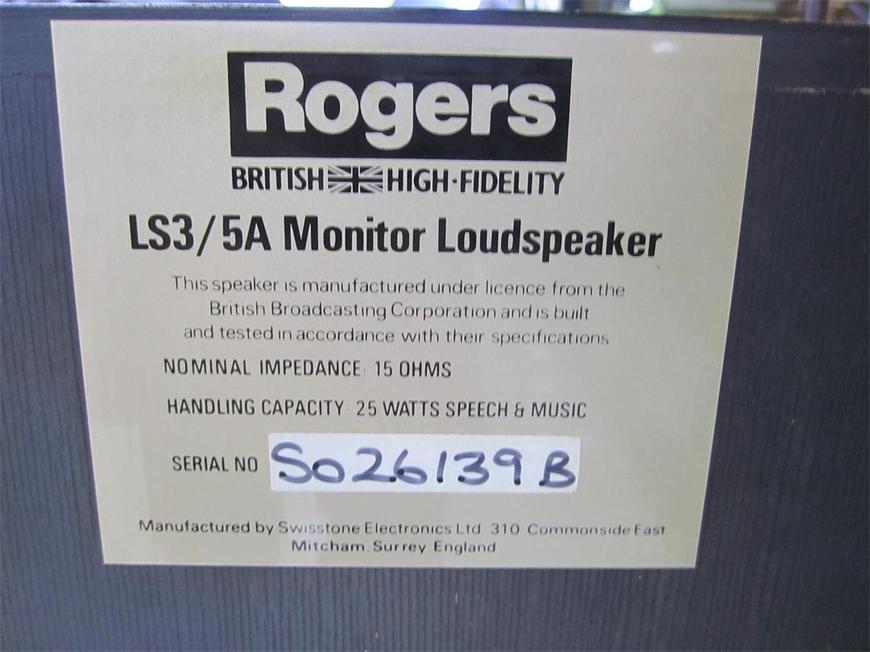 Rogers
BRITISH HIGH·FIDELITY
LS3/5A Monitor Loudspeaker
This speaker is manufactured under licence from the
British Broadcasting Corporation and is built
and tested in accordance with their specifications
NOMINAL IMPEDANCE: 15 OHMS
HANDLING CAPACITY 25 WATTS SPEECH & MUSIC
SERIAL NO S026139B
Manufactured by Swisstone Electronics Ltd 310 Commonside East
Mitcham Surrey England